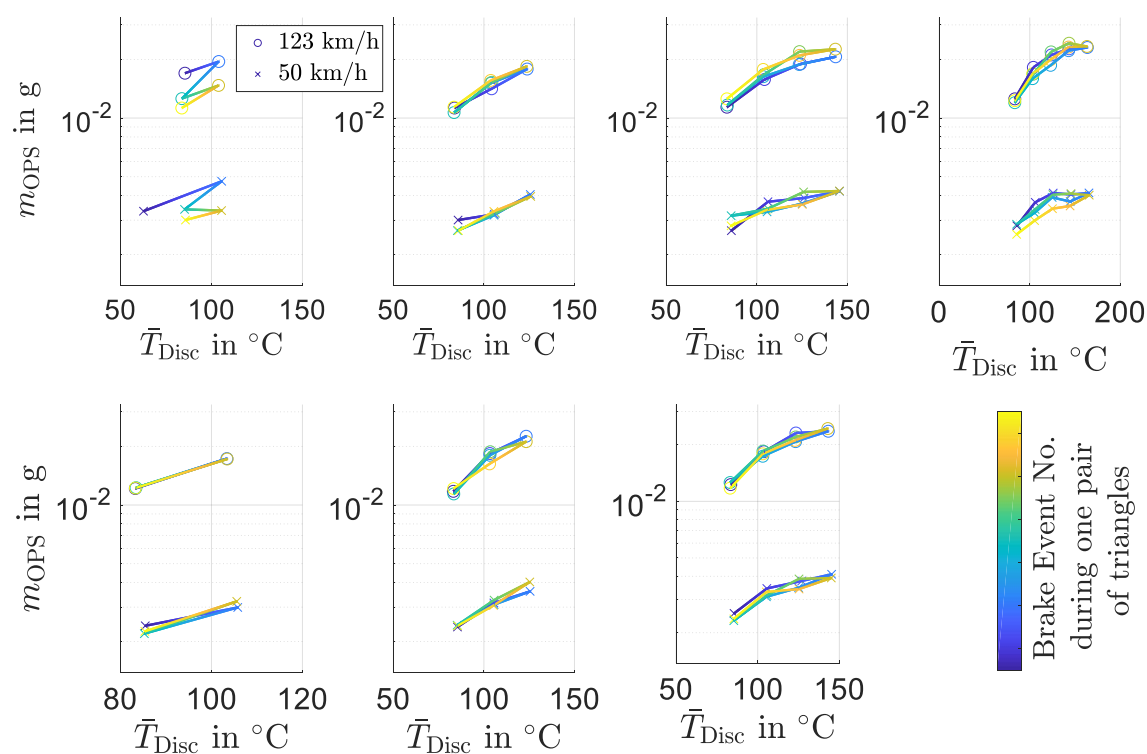 123 km/h
50 km/h
m_OPS in g
10^-2
10^-2
10^-2
10^-2
50 100 150
50 100 150
50 100 150
0 100 200
T̄_Disc in °C
T̄_Disc in °C
T̄_Disc in °C
T̄_Disc in °C
m_OPS in g
10^-2
10^-2
10^-2
80 100 120
50 100 150
50 100 150
T̄_Disc in °C
T̄_Disc in °C
T̄_Disc in °C
Brake Event No.
during one pair
of triangles